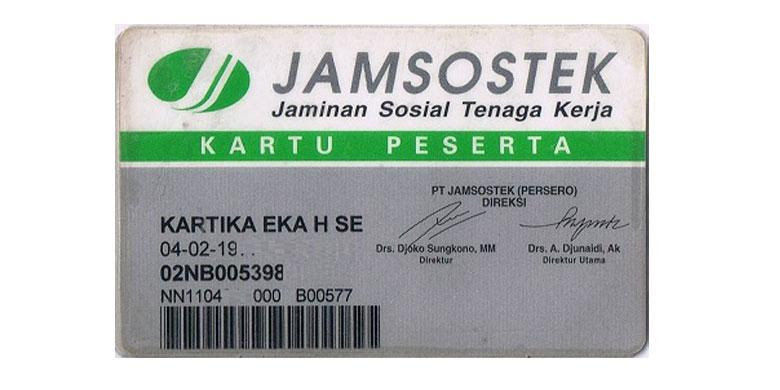 JAMSOSTEK
Jaminan Sosial Tenaga Kerja
KARTU PESERTA
PT JAMSOSTEK (PERSERO)
DIREKSI
KARTIKA EKA H SE
04-02-19
02NB005398
NN1104 000 B00577
Drs. Djoko Sungkono, MM
Direktur
Drs. A. Djunaidi, Ak
Direktur Utama